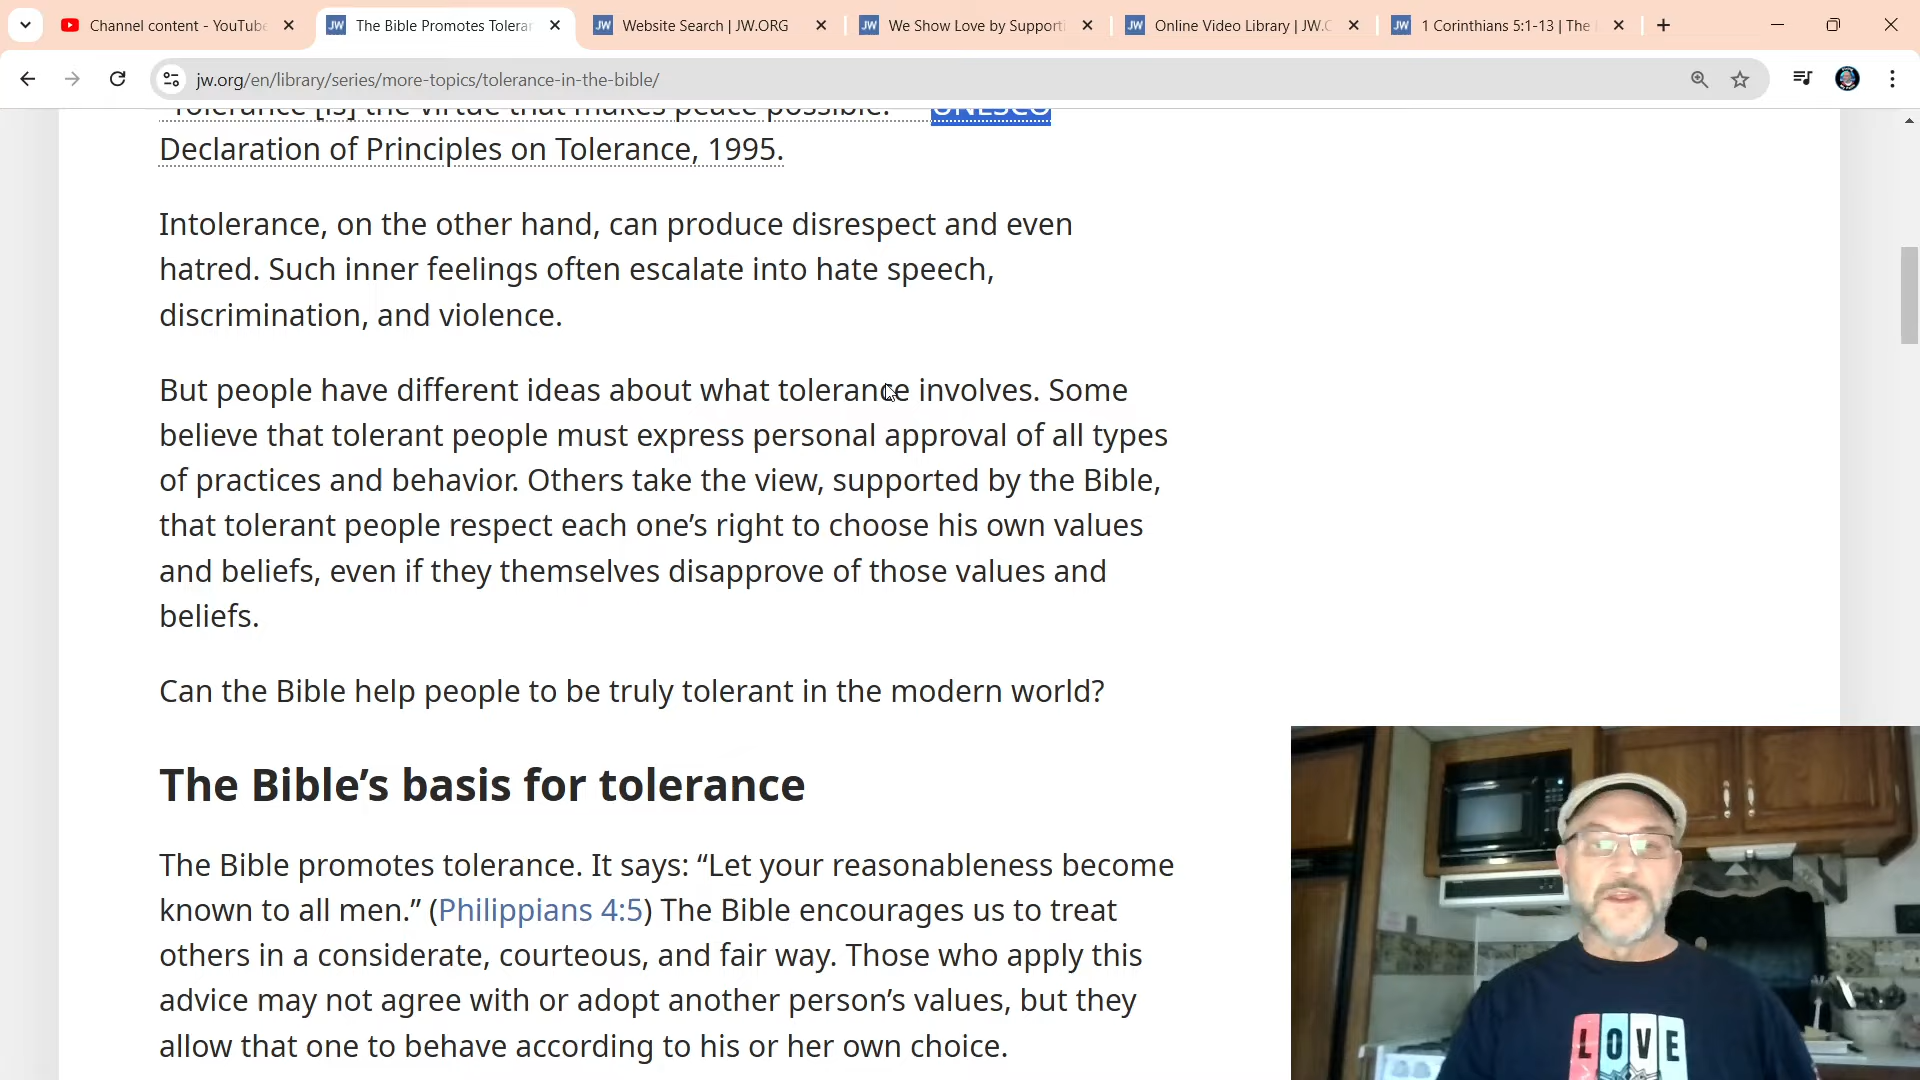 Channel content - YouTube
The Bible Promotes Toleran
Website Search | JW.ORG
We Show Love by Supporti
Online Video Library | JW.O
1 Corinthians 5:1-13 | The
jw.org/en/library/series/more-topics/tolerance-in-the-bible/
“Tolerance [is] the virtue that makes peace possible.” —UNESCO
Declaration of Principles on Tolerance, 1995.
Intolerance, on the other hand, can produce disrespect and even
hatred. Such inner feelings often escalate into hate speech,
discrimination, and violence.
But people have different ideas about what tolerance involves. Some
believe that tolerant people must express personal approval of all types
of practices and behavior. Others take the view, supported by the Bible,
that tolerant people respect each one’s right to choose his own values
and beliefs, even if they themselves disapprove of those values and
beliefs.
Can the Bible help people to be truly tolerant in the modern world?
The Bible’s basis for tolerance
The Bible promotes tolerance. It says: “Let your reasonableness become
known to all men.” (Philippians 4:5) The Bible encourages us to treat
others in a considerate, courteous, and fair way. Those who apply this
advice may not agree with or adopt another person’s values, but they
allow that one to behave according to his or her own choice.
LOVE